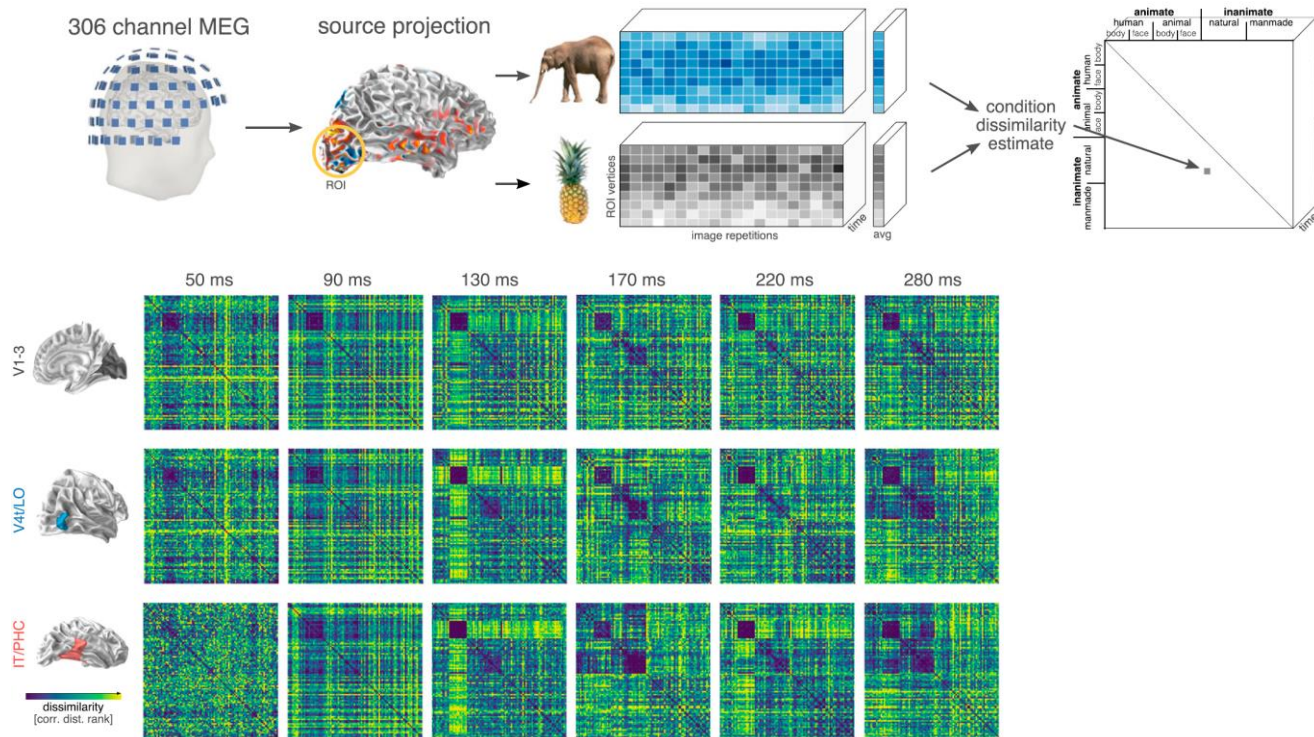 306 channel MEG
source projection
ROI
ROI vertices
image repetitions
time
avg
condition
dissimilarity
estimate
animate
inanimate
human
animal
natural
manmade
body
face
body
face
animate
inanimate
human
animal
natural
manmade
body
face
body
face
time
50 ms
90 ms
130 ms
170 ms
220 ms
280 ms
V1-3
V4t/LO
IT/PHC
dissimilarity
[corr. dist. rank]